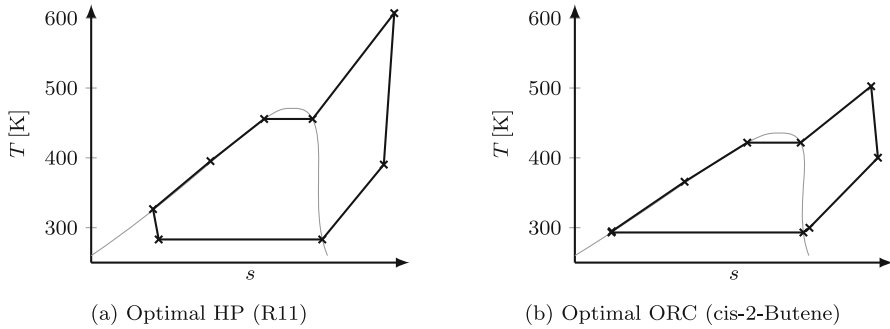 600
500
400
300
T [K]
s
(a) Optimal HP (R11)
600
500
400
300
T [K]
s
(b) Optimal ORC (cis-2-Butene)